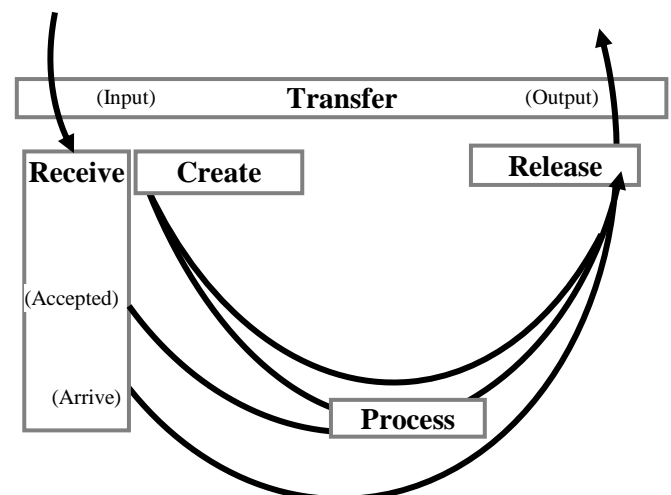 (Input) Transfer (Output)
Receive Create Release
(Accepted)
(Arrive)
Process